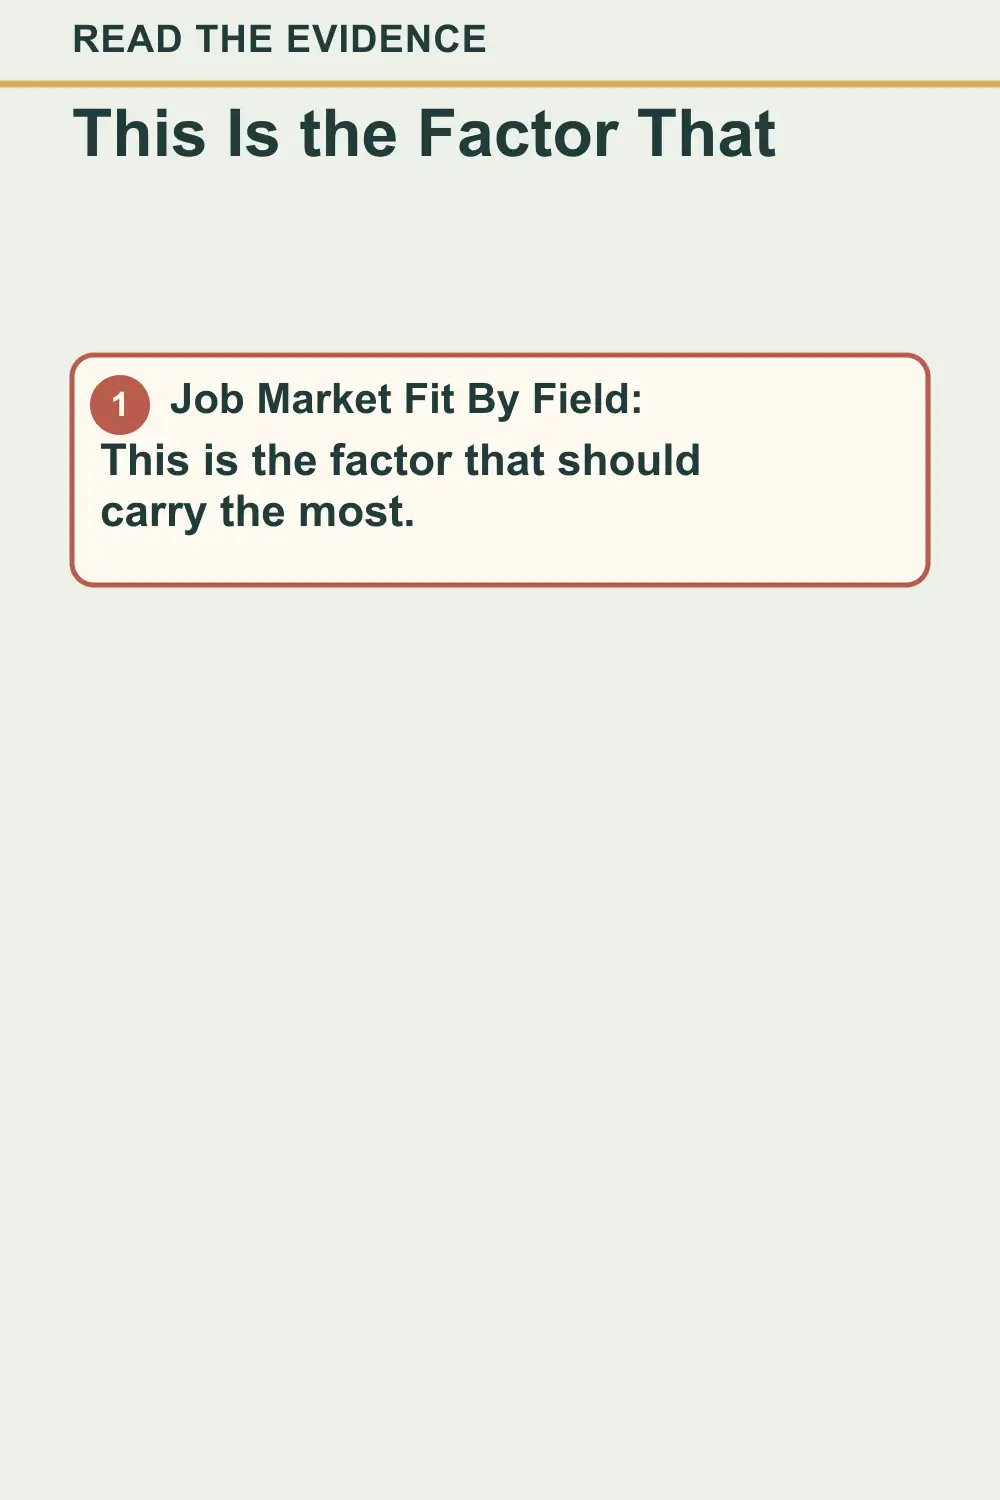 READ THE EVIDENCE
This Is the Factor That
1 Job Market Fit By Field:
This is the factor that should
carry the most.